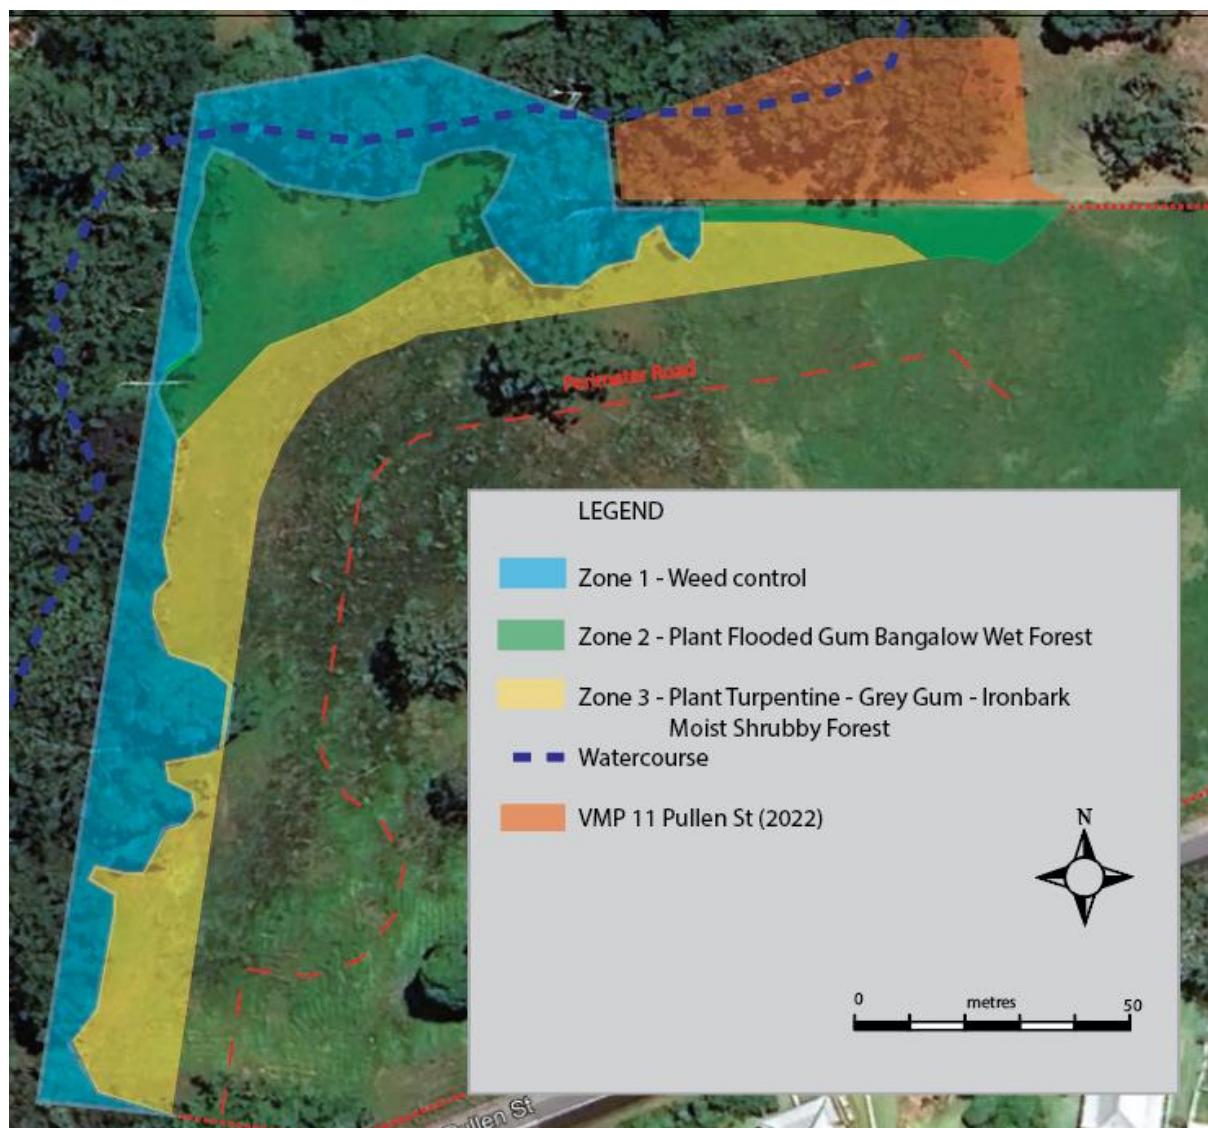 Perimeter Road
LEGEND
Zone 1 - Weed control
Zone 2 - Plant Flooded Gum Bangalow Wet Forest
Zone 3 - Plant Turpentine - Grey Gum - Ironbark
Moist Shrubby Forest
Watercourse
VMP 11 Pullen St (2022)
N
0 metres 50
Pullen St